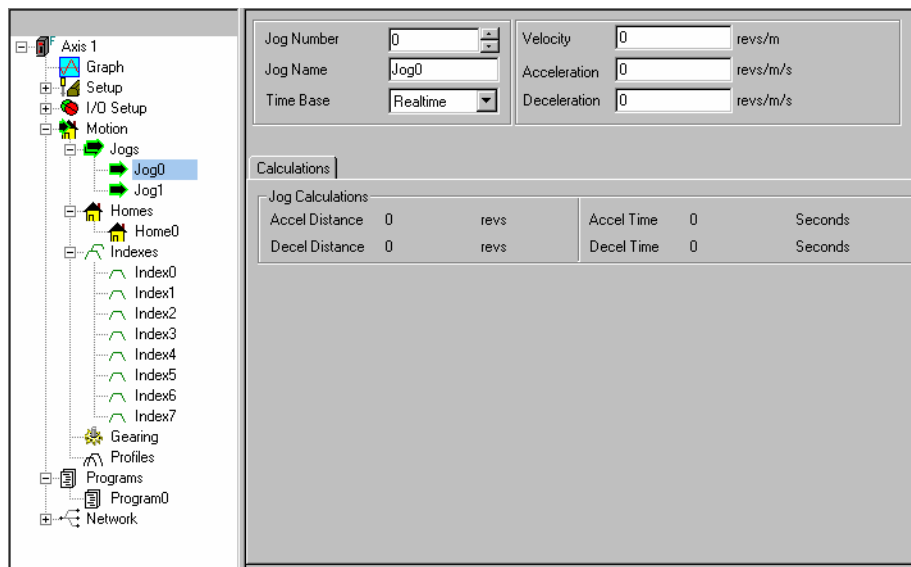 Axis 1
Graph
Setup
I/O Setup
Motion
Jogs
Jog0
Jog1
Homes
Home0
Indexes
Index0
Index1
Index2
Index3
Index4
Index5
Index6
Index7
Gearing
Profiles
Programs
Program0
Network
Jog Number 0
Jog Name Jog0
Time Base Realtime
Velocity 0 revs/m
Acceleration 0 revs/m/s
Deceleration 0 revs/m/s
Calculations
Jog Calculations
Accel Distance 0 revs Accel Time 0 Seconds
Decel Distance 0 revs Decel Time 0 Seconds